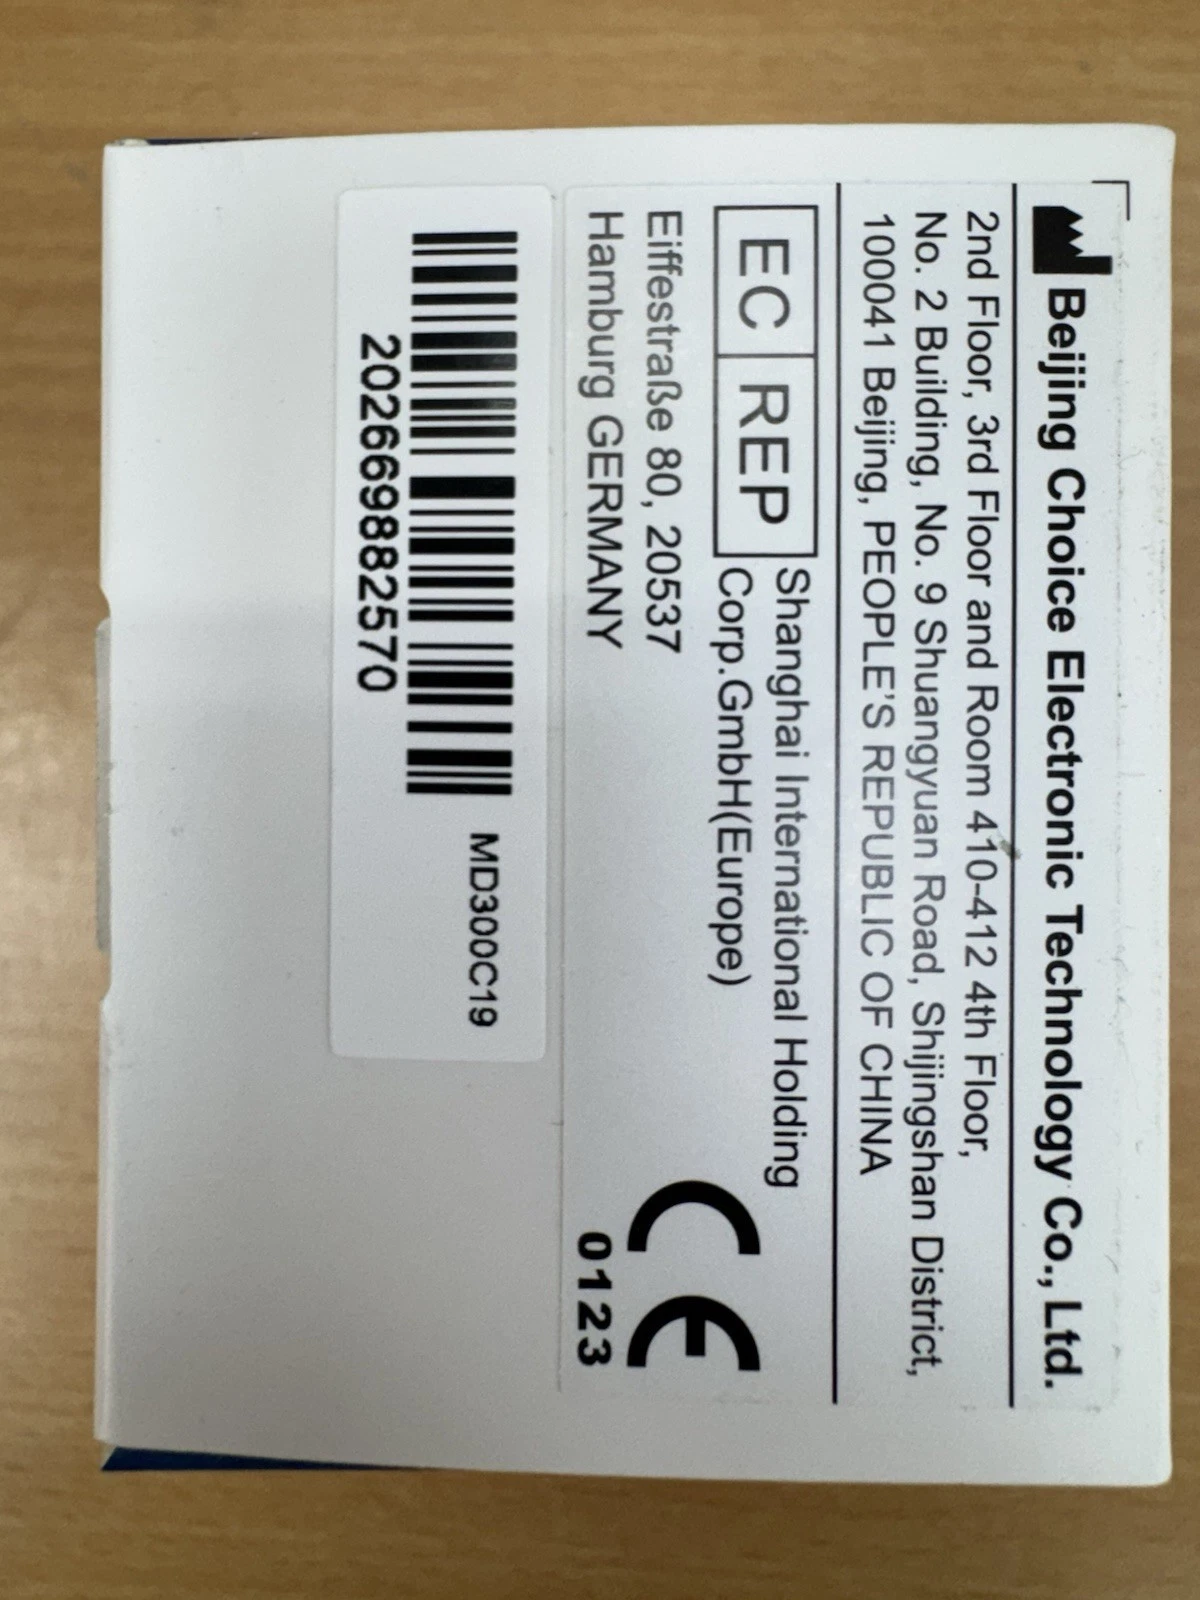 Beijing Choice Electronic Technology Co., Ltd.
2nd Floor, 3rd Floor and Room 410-412 4th Floor,
No. 2 Building, No. 9 Shuangyuan Road, Shijingshan District,
10041 Beijing, PEOPLE'S REPUBLIC OF CHINA
EC REP
Shanghai International Holding
Corp.GmbH(Europe)
Eiffestraße 80, 20537
Hamburg GERMANY
CE
0123
MD300C19
202669882570